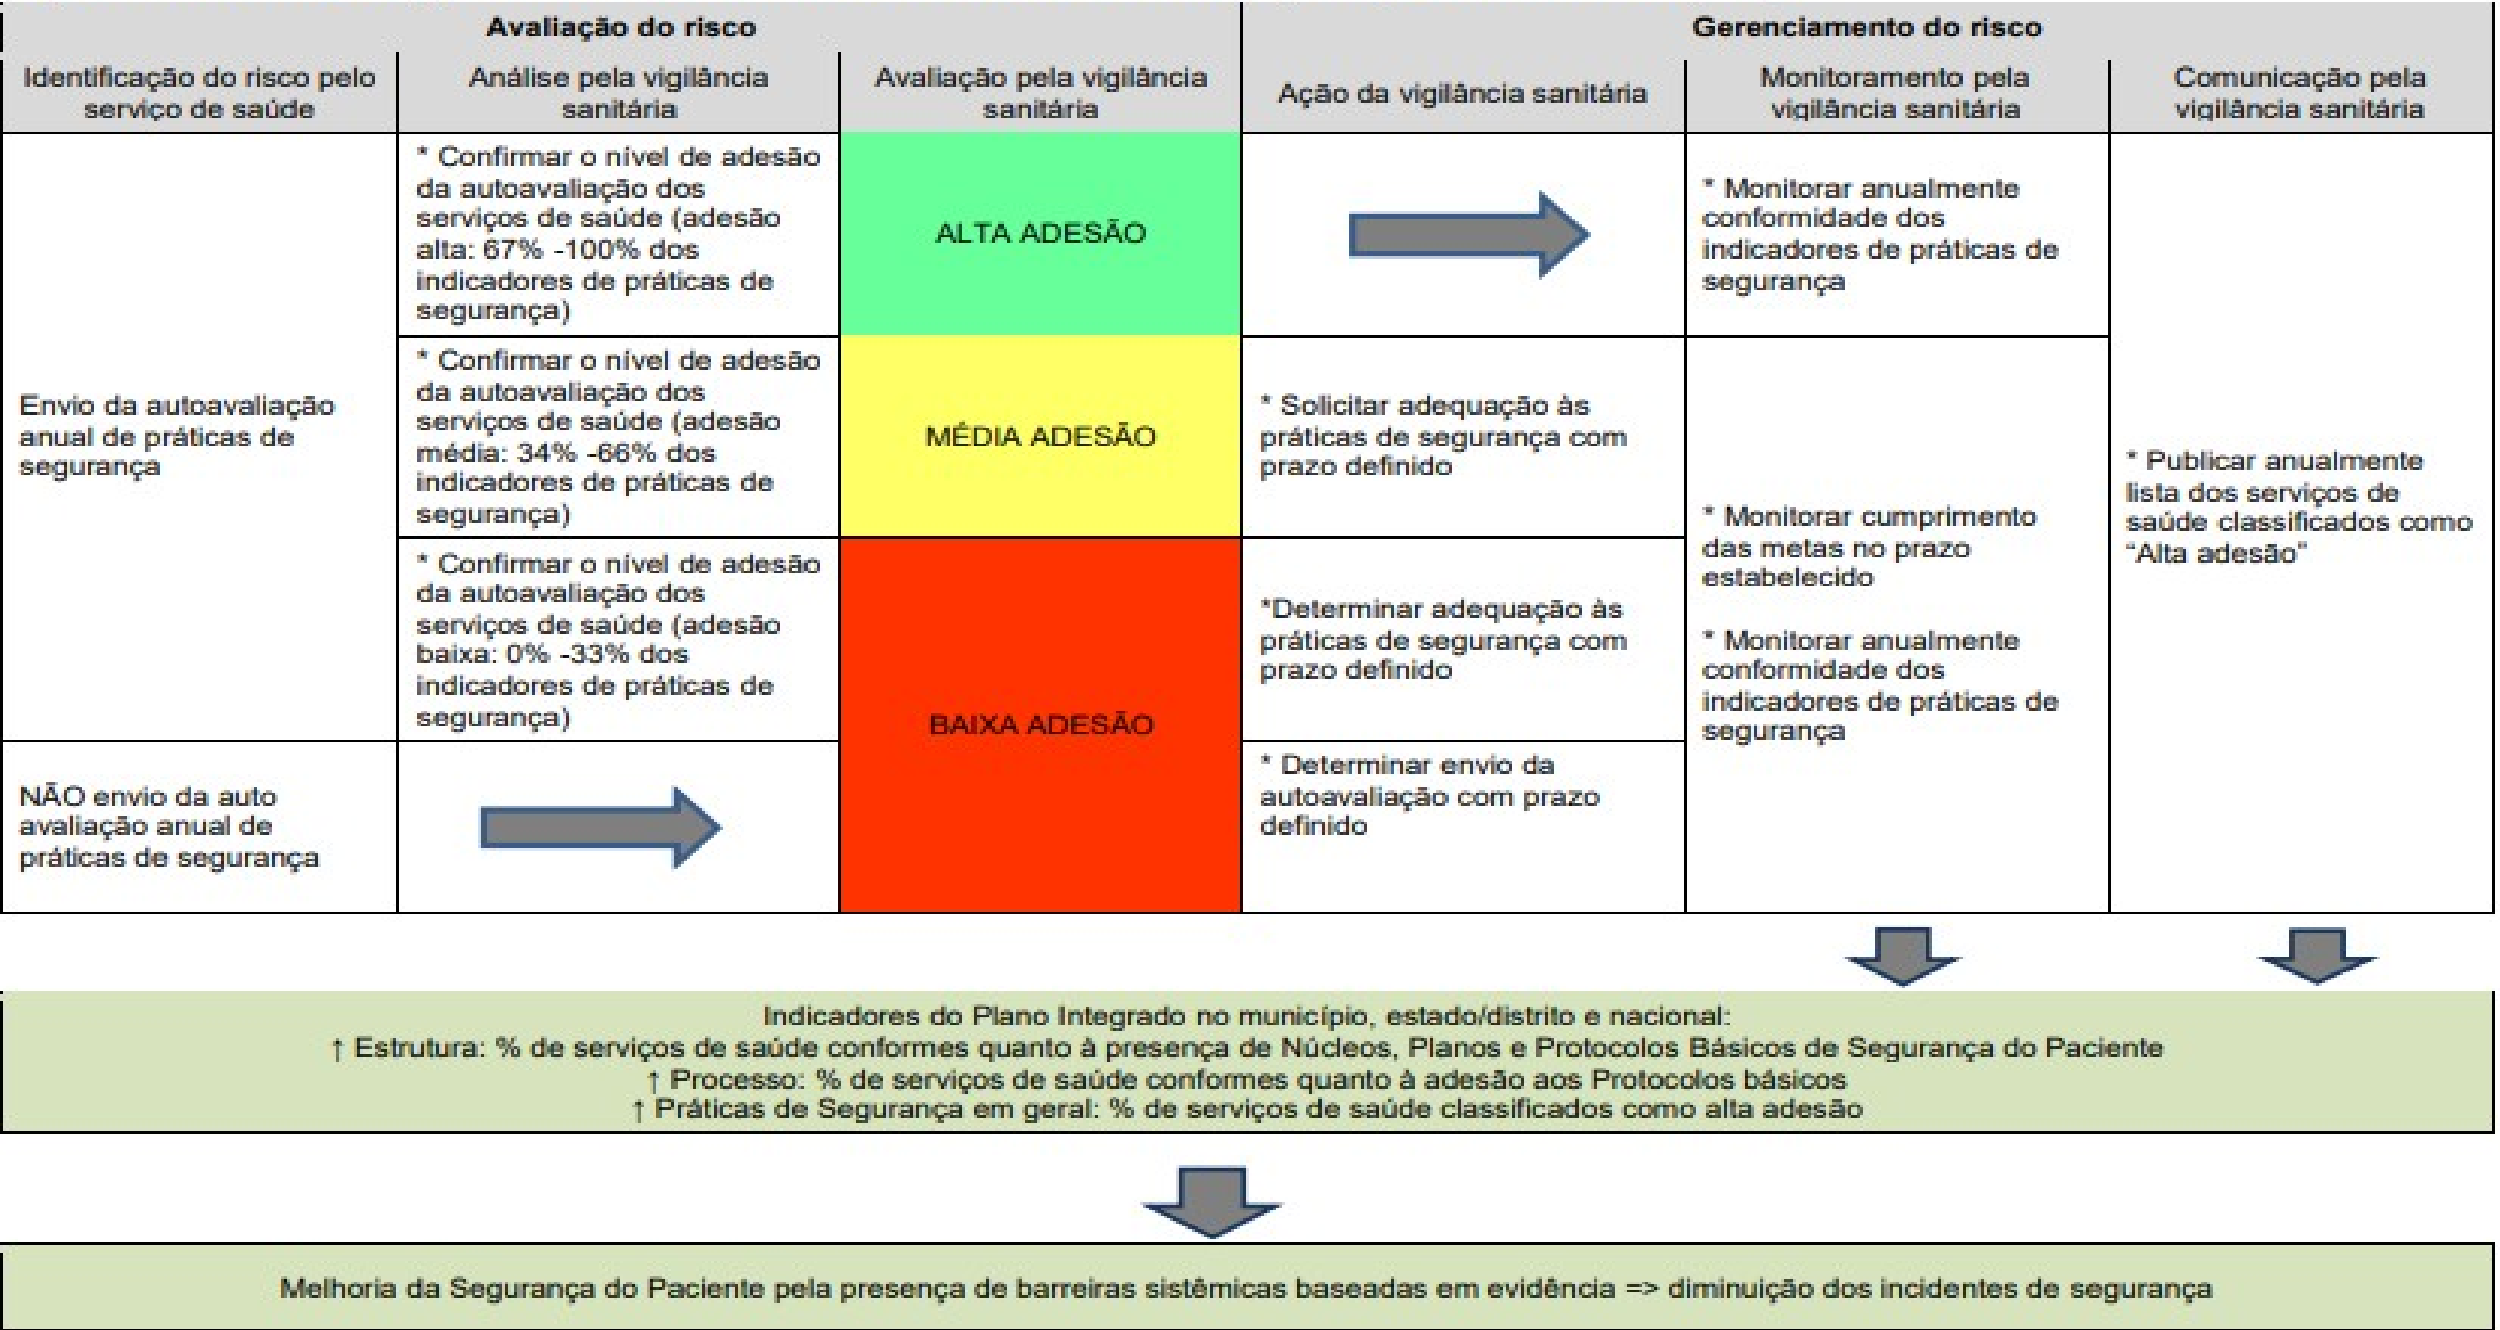 Avaliação do risco
Gerenciamento do risco
Identificação do risco pelo
serviço de saúde
Análise pela vigilância
sanitária
Avaliação pela vigilância
sanitária
Ação da vigilância sanitária
Monitoramento pela
vigilância sanitária
Comunicação pela
vigilância sanitária
Envio da autoavaliação
anual de práticas de
segurança
* Confirmar o nível de adesão
da autoavaliação dos
serviços de saúde (adesão
alta: 67% -100% dos
indicadores de práticas de
segurança)
ALTA ADESÃO
* Monitorar anualmente
conformidade dos
indicadores de práticas de
segurança
* Confirmar o nível de adesão
da autoavaliação dos
serviços de saúde (adesão
média: 34% -66% dos
indicadores de práticas de
segurança)
MÉDIA ADESÃO
* Solicitar adequação às
práticas de segurança com
prazo definido
* Monitorar cumprimento
das metas no prazo
estabelecido
* Monitorar anualmente
conformidade dos
indicadores de práticas de
segurança
* Publicar anualmente
lista dos serviços de
saúde classificados como
“Alta adesão”
* Confirmar o nível de adesão
da autoavaliação dos
serviços de saúde (adesão
baixa: 0% -33% dos
indicadores de práticas de
segurança)
BAIXA ADESÃO
*Determinar adequação às
práticas de segurança com
prazo definido
NÃO envio da auto
avaliação anual de
práticas de segurança
* Determinar envio da
autoavaliação com prazo
definido
Indicadores do Plano Integrado no município, estado/distrito e nacional:
↑ Estrutura: % de serviços de saúde conformes quanto à presença de Núcleos, Planos e Protocolos Básicos de Segurança do Paciente
↑ Processo: % de serviços de saúde conformes quanto à adesão aos Protocolos básicos
↑ Práticas de Segurança em geral: % de serviços de saúde classificados como alta adesão
Melhoria da Segurança do Paciente pela presença de barreiras sistêmicas baseadas em evidência => diminuição dos incidentes de segurança